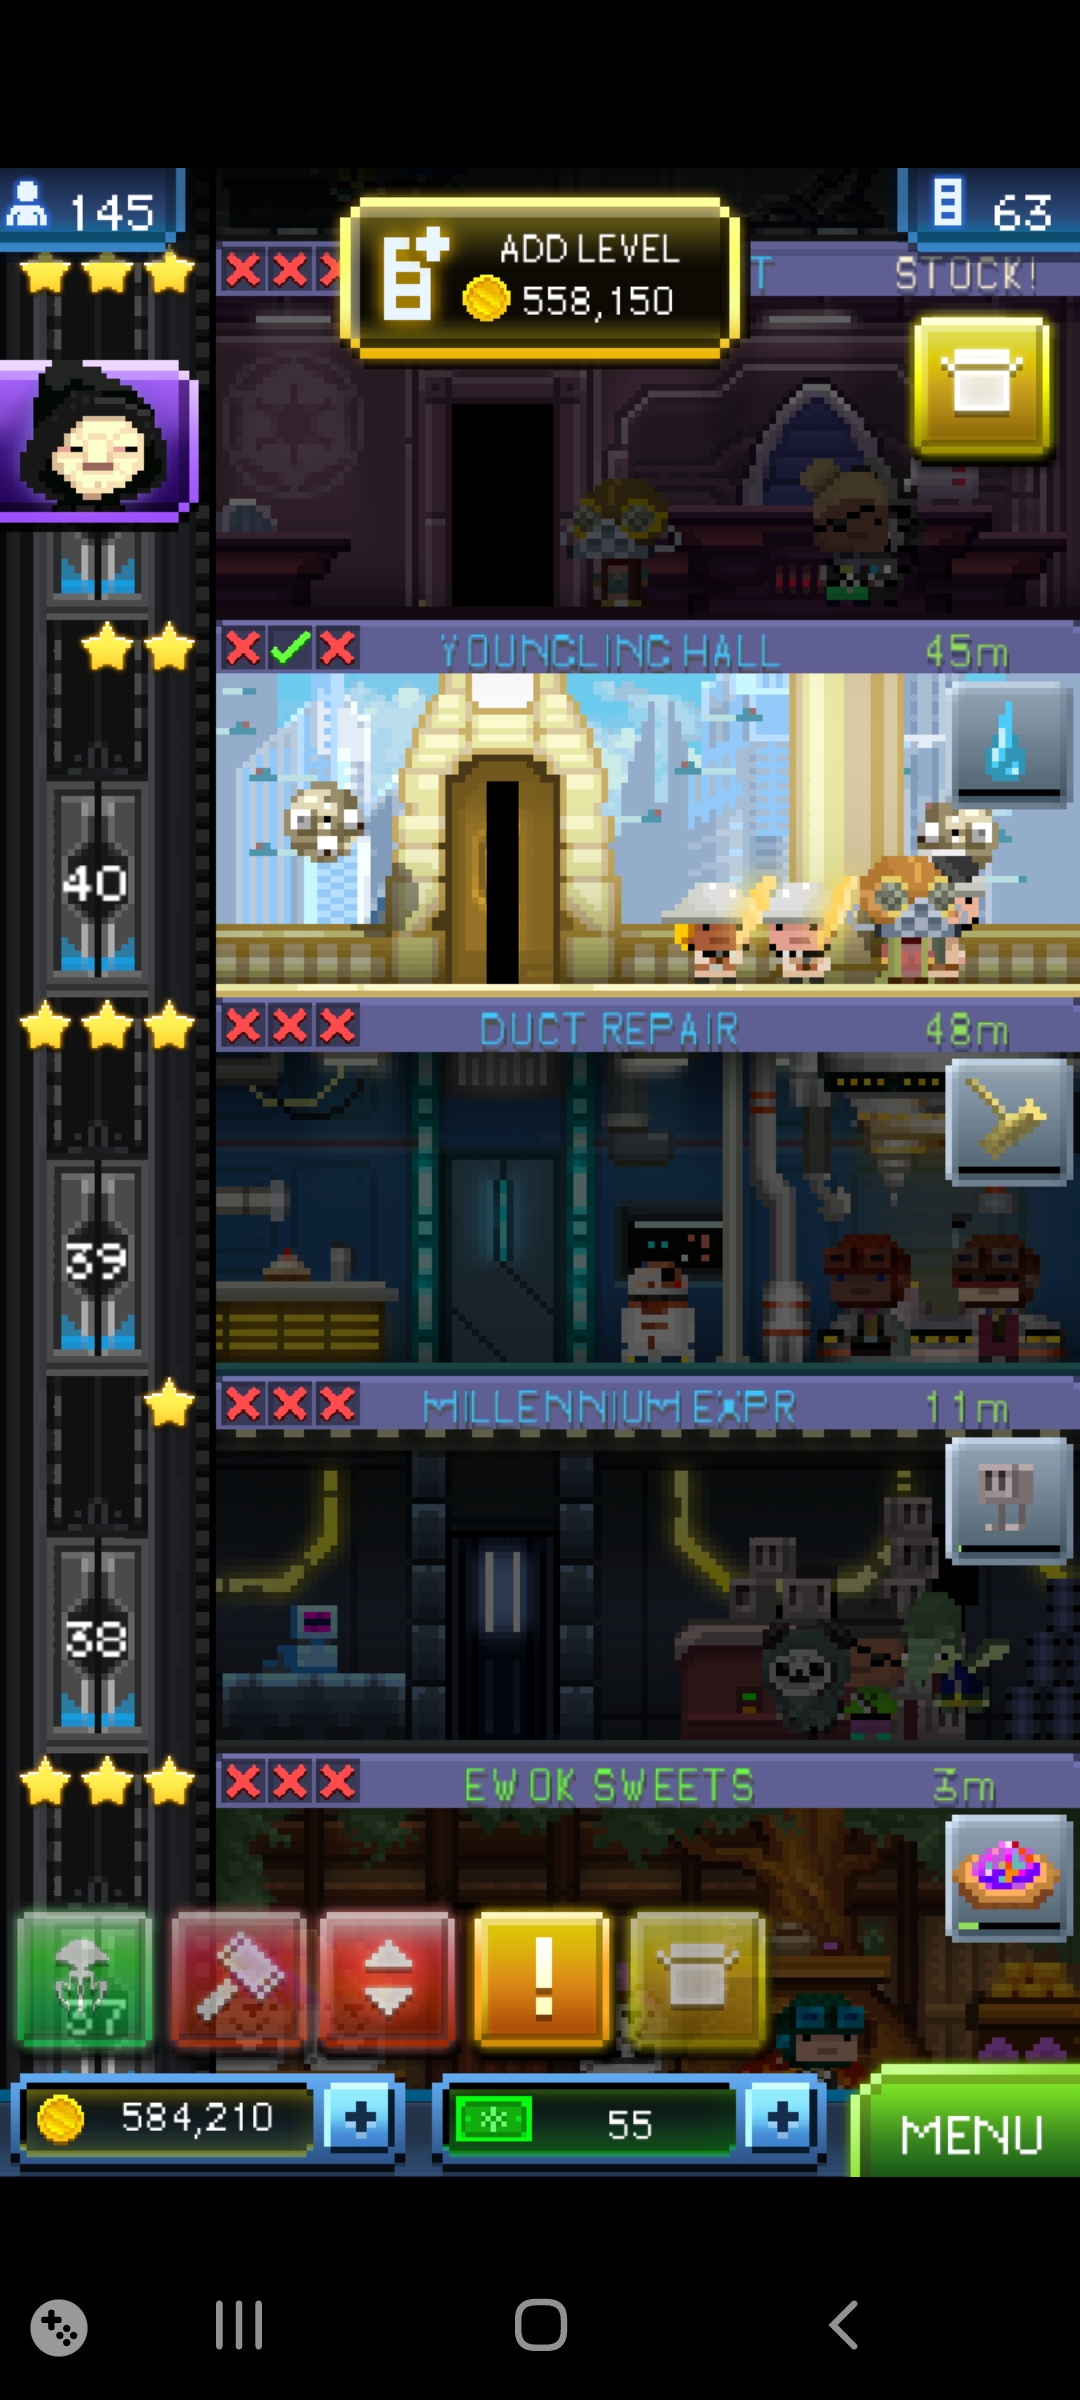 145
ADD LEVEL
558,150
63
T
STOCK!
YOUNGLING HALL
45m
40
DUCT REPAIR
48m
39
MILLENNIUM EXPR
11m
38
EWOK SWEETS
3m
37
!
584,210
+
55
+
MENU